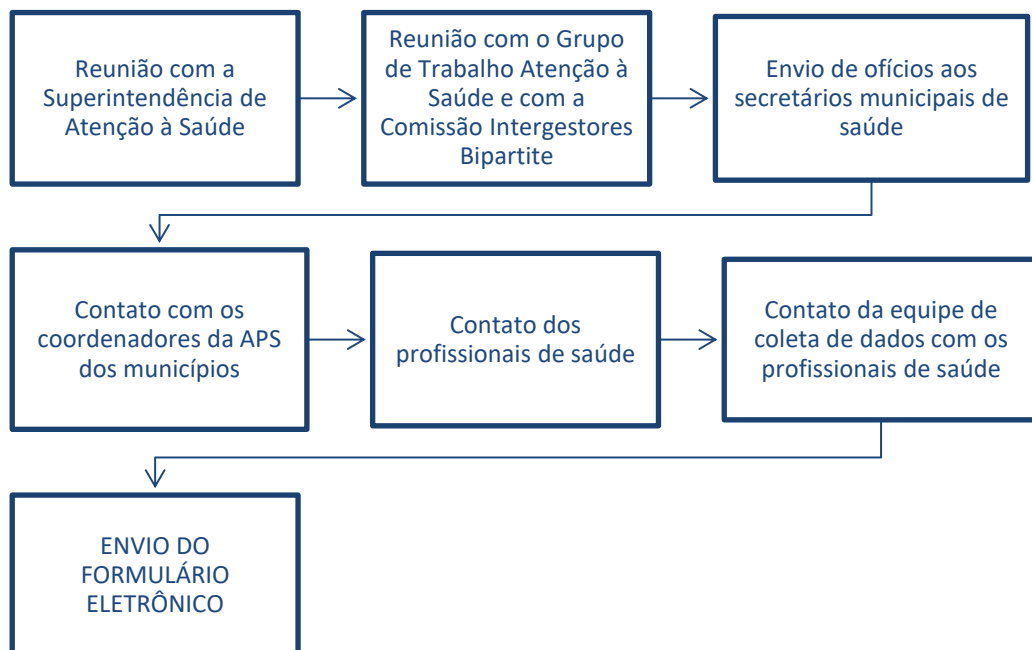 Reunião com a
Superintendência de
Atenção à Saúde
Reunião com o Grupo
de Trabalho Atenção à
Saúde e com a
Comissão Intergestores
Bipartite
Envio de ofícios aos
secretários municipais de
saúde
Contato com os
coordenadores da APS
dos municípios
Contato dos
profissionais de saúde
Contato da equipe de
coleta de dados com os
profissionais de saúde
ENVIO DO
FORMULÁRIO
ELETRÔNICO